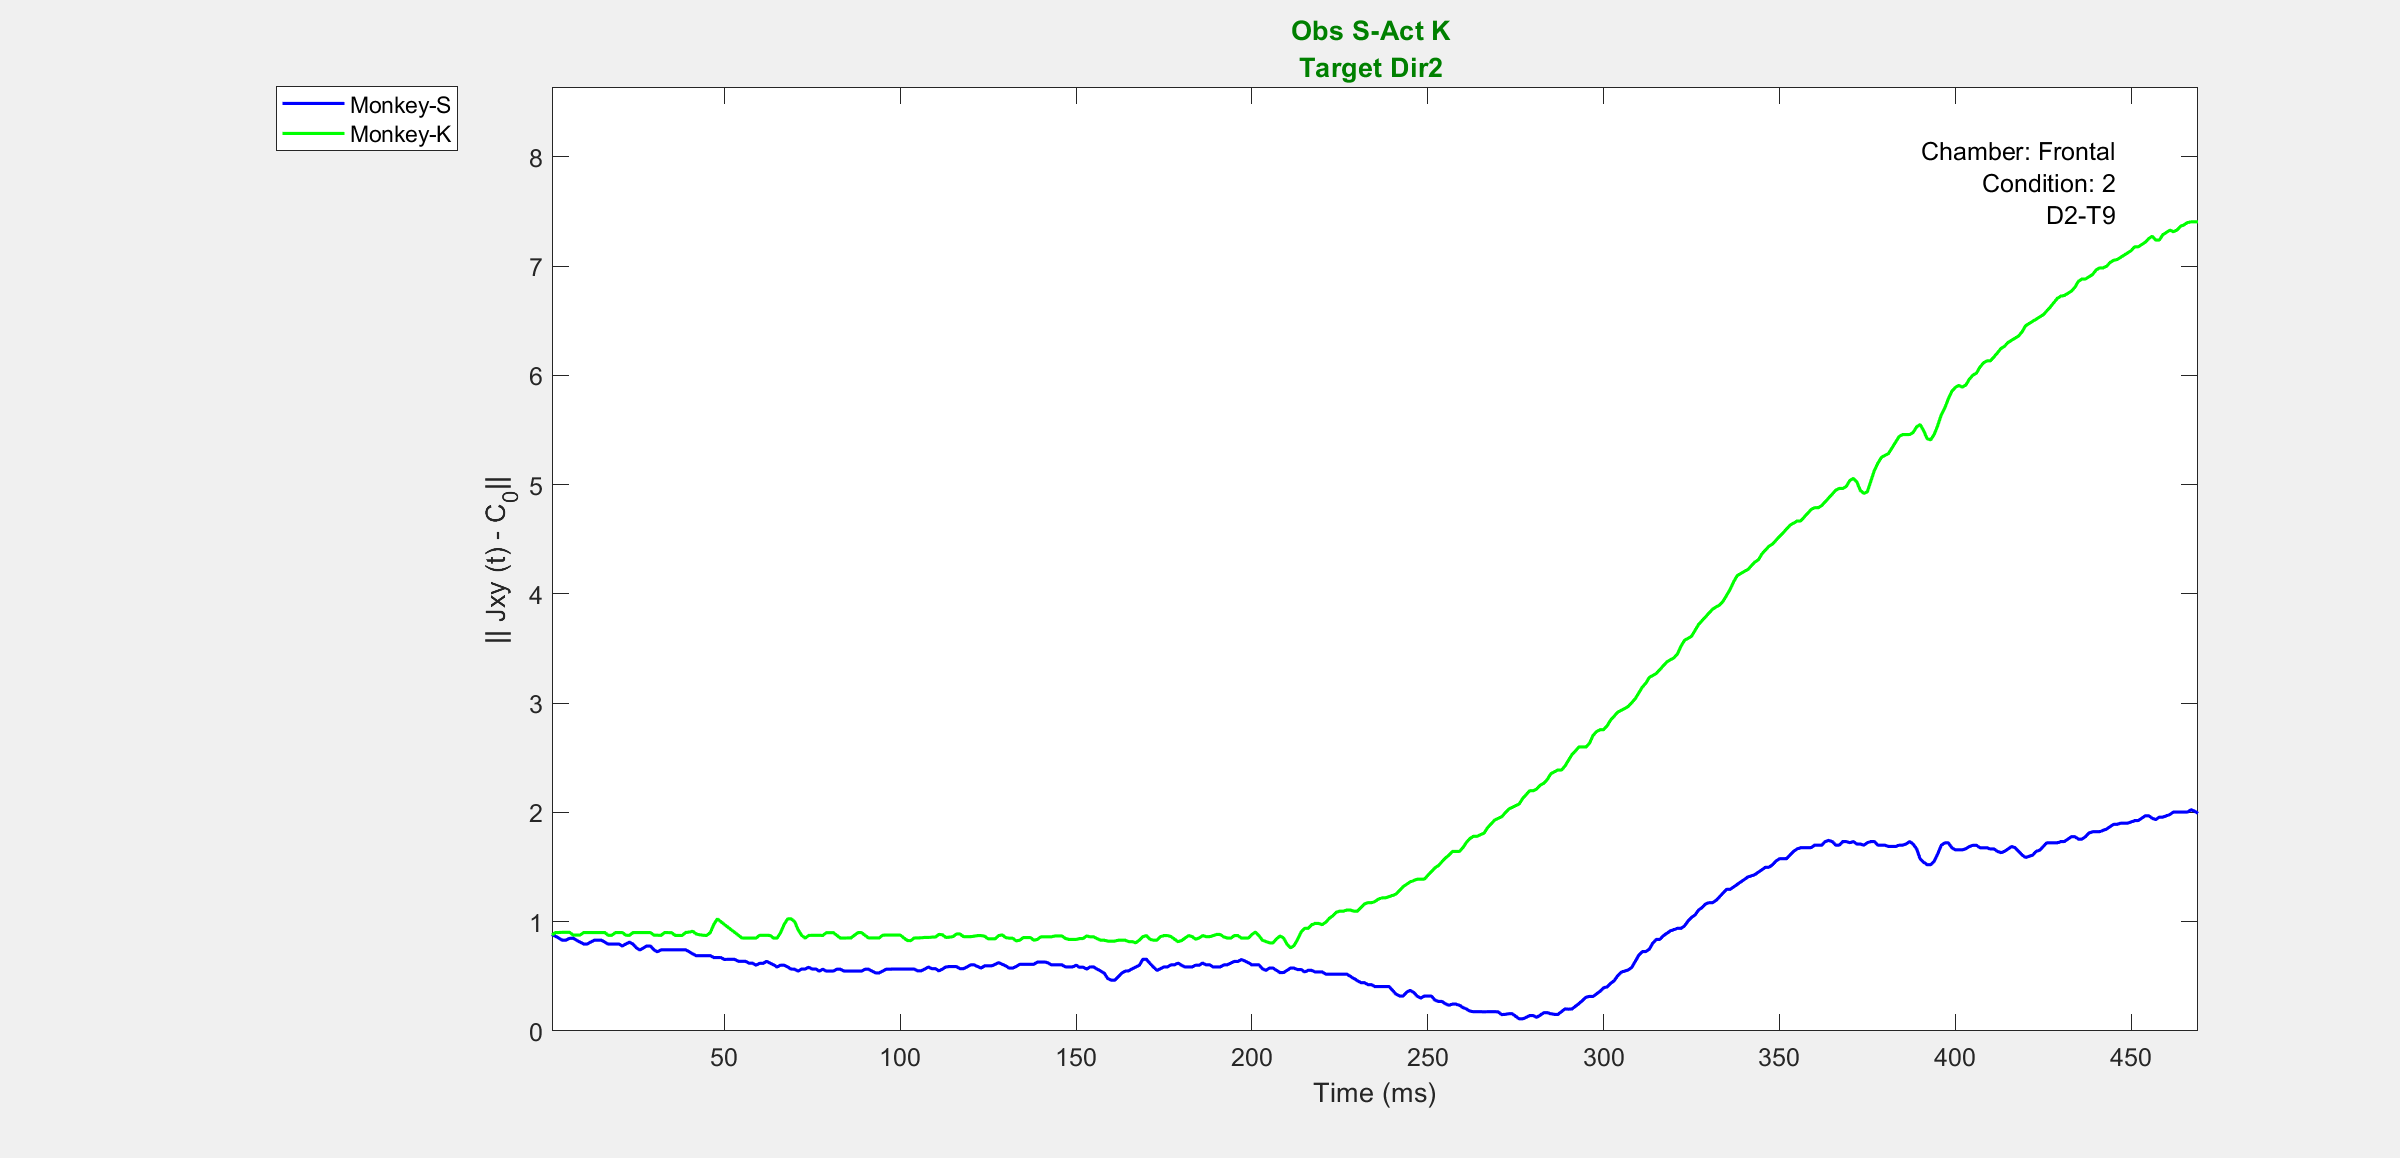 Obs S-Act K
Target Dir2
Monkey-S
Monkey-K
Chamber: Frontal
Condition: 2
D2-T9
|| Jxy (t) - C0||
8
7
6
5
4
3
2
1
0
50 100 150 200 250 300 350 400 450
Time (ms)